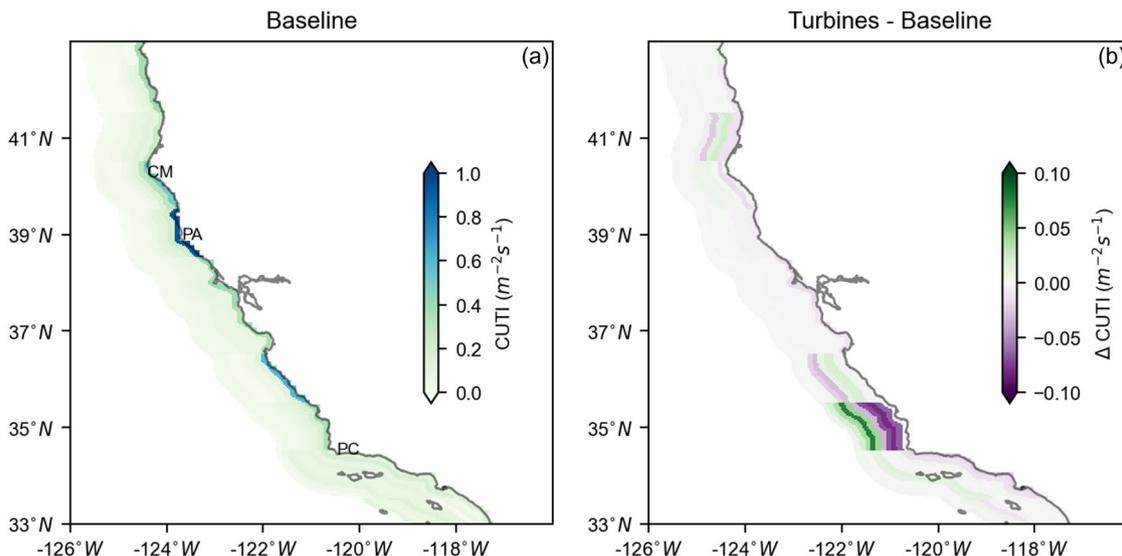 Baseline
Turbines - Baseline
(a)
(b)
41°N
39°N
37°N
35°N
33°N
CM
PA
PC
1.0
0.8
0.6
0.4
0.2
0.0
CUTI (m⁻²s⁻¹)
-126°W
-124°W
-122°W
-120°W
-118°W
41°N
39°N
37°N
35°N
33°N
0.10
0.05
0.00
−0.05
−0.10
Δ CUTI (m⁻²s⁻¹)
-126°W
-124°W
-122°W
-120°W
-118°W